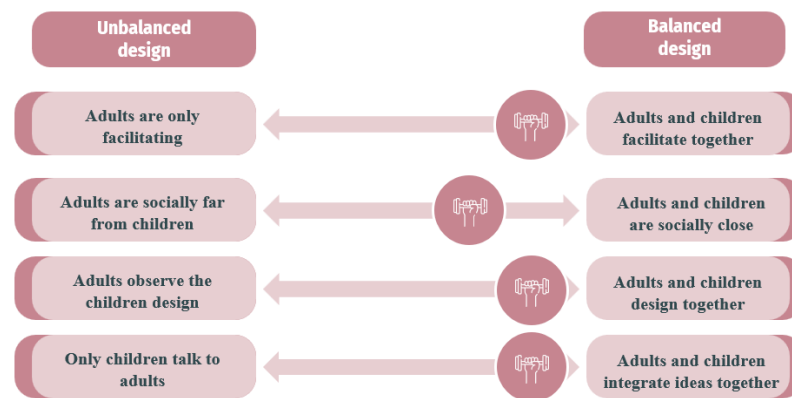 Unbalanced
design
Balanced
design
Adults are only
facilitating
Adults and children
facilitate together
Adults are socially far
from children
Adults and children
are socially close
Adults observe the
children design
Adults and children
design together
Only children talk to
adults
Adults and children
integrate ideas together